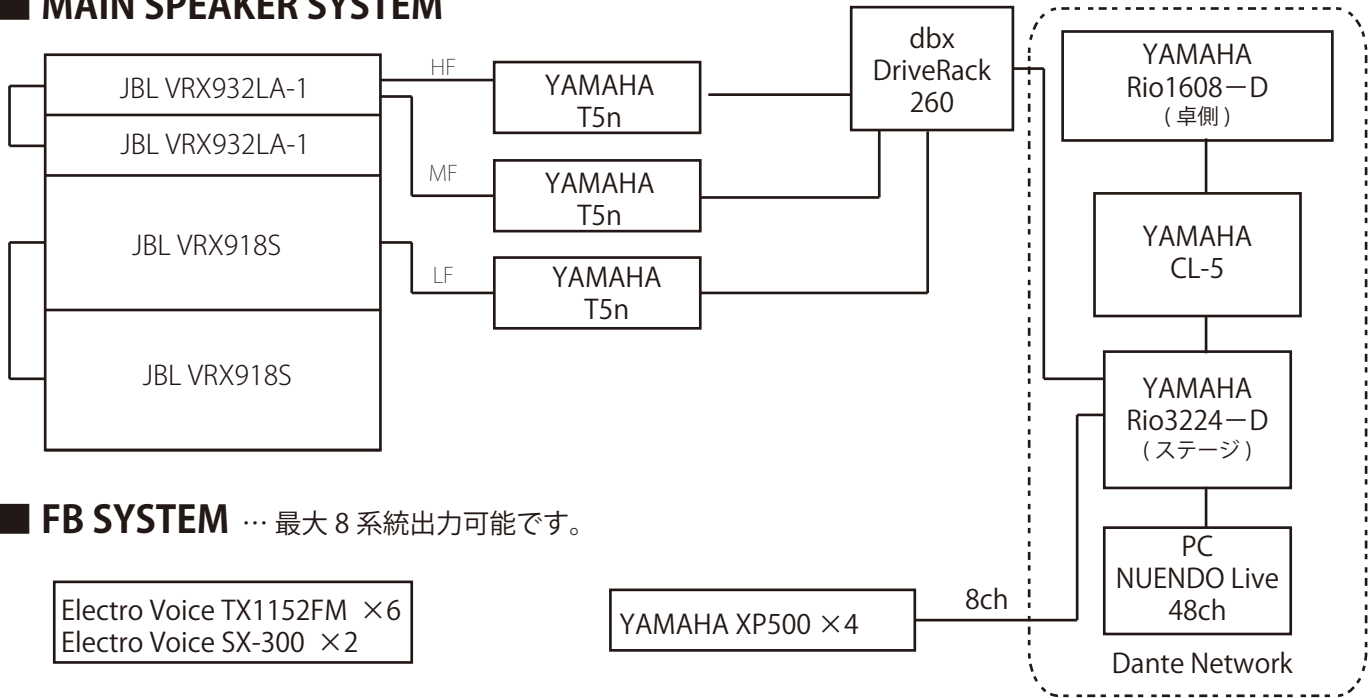 ■ MAIN SPEAKER SYSTEM
JBL VRX932LA-1
JBL VRX932LA-1
JBL VRX918S
JBL VRX918S
HF
MF
LF
YAMAHA
T5n
YAMAHA
T5n
YAMAHA
T5n
dbx
DriveRack
260
YAMAHA
Rio1608－D
( 卓側 )
YAMAHA
CL-5
YAMAHA
Rio3224－D
( ステージ )
PC
NUENDO Live
48ch
Dante Network
■ FB SYSTEM … 最大 8 系統出力可能です。
Electro Voice TX1152FM ×6
Electro Voice SX-300 ×2
YAMAHA XP500 ×4
8ch